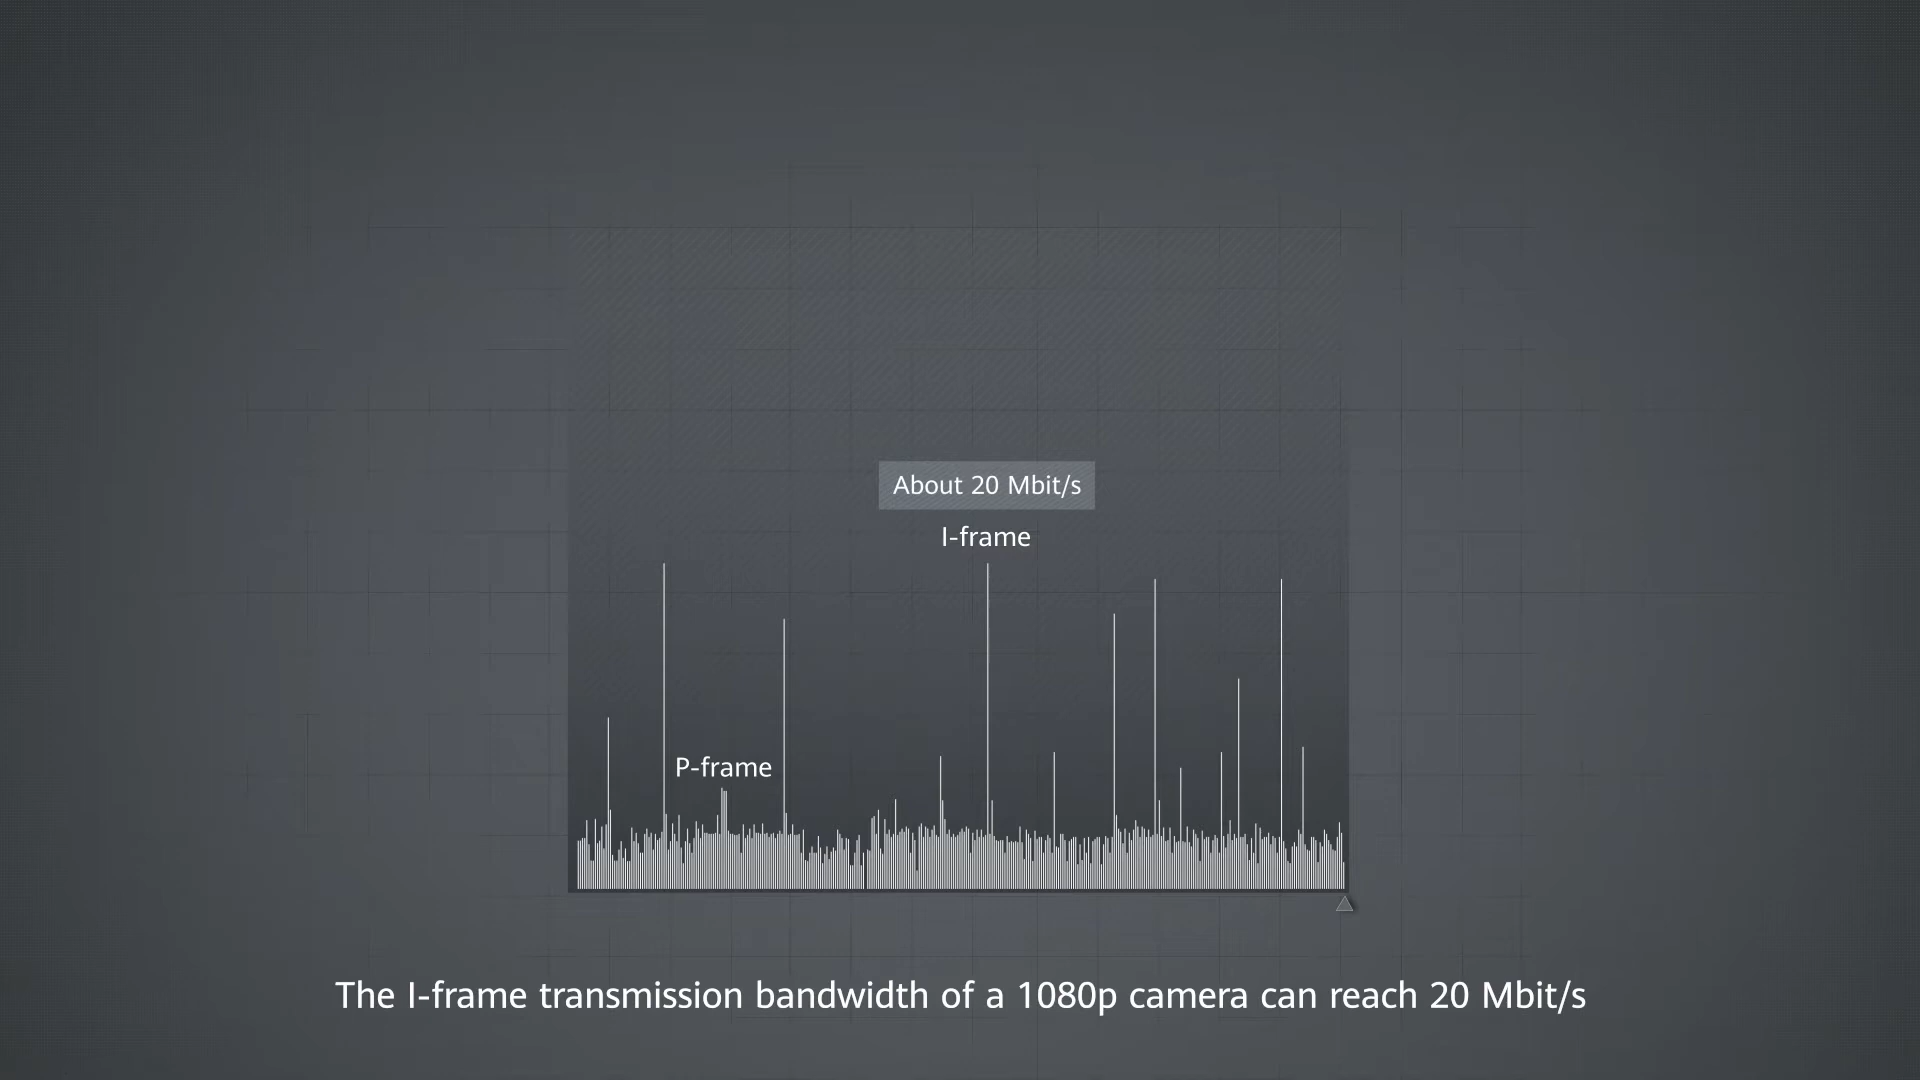 About 20 Mbit/s
I-frame
P-frame
The I-frame transmission bandwidth of a 1080p camera can reach 20 Mbit/s